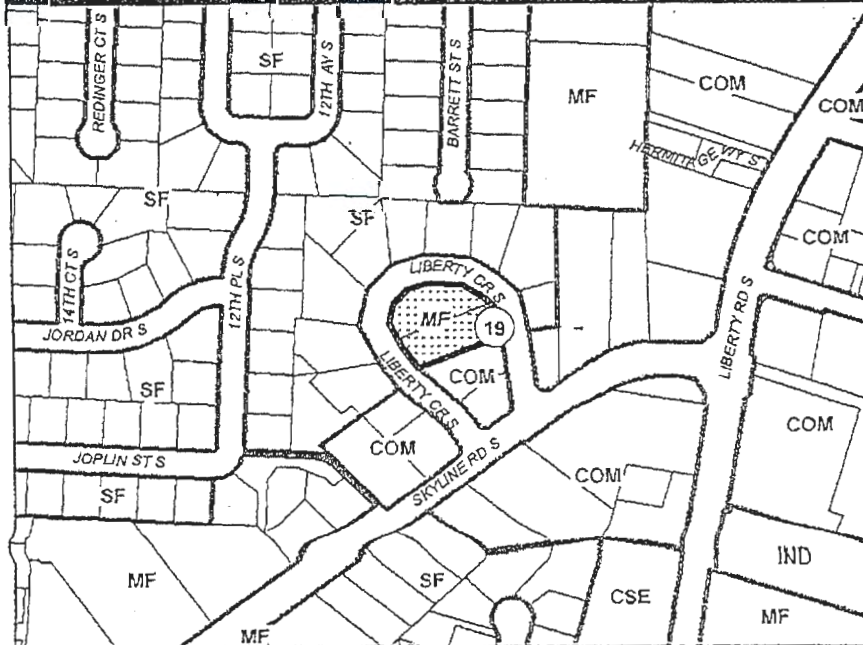 REDINGER CT S
SF
12TH AV S
BARRETT ST S
MF
COM
COM
HERMITAGE WY S
SF
SF
COM
14TH CT S
12TH PL S
LIBERTY CR S
MF
19
LIBERTY RD S
JORDAN DR S
COM
LIBERTY CR S
SF
COM
COM
JOPLIN ST S
SKYLINE RD S
COM
SF
IND
MF
SF
CSE
MF
MF